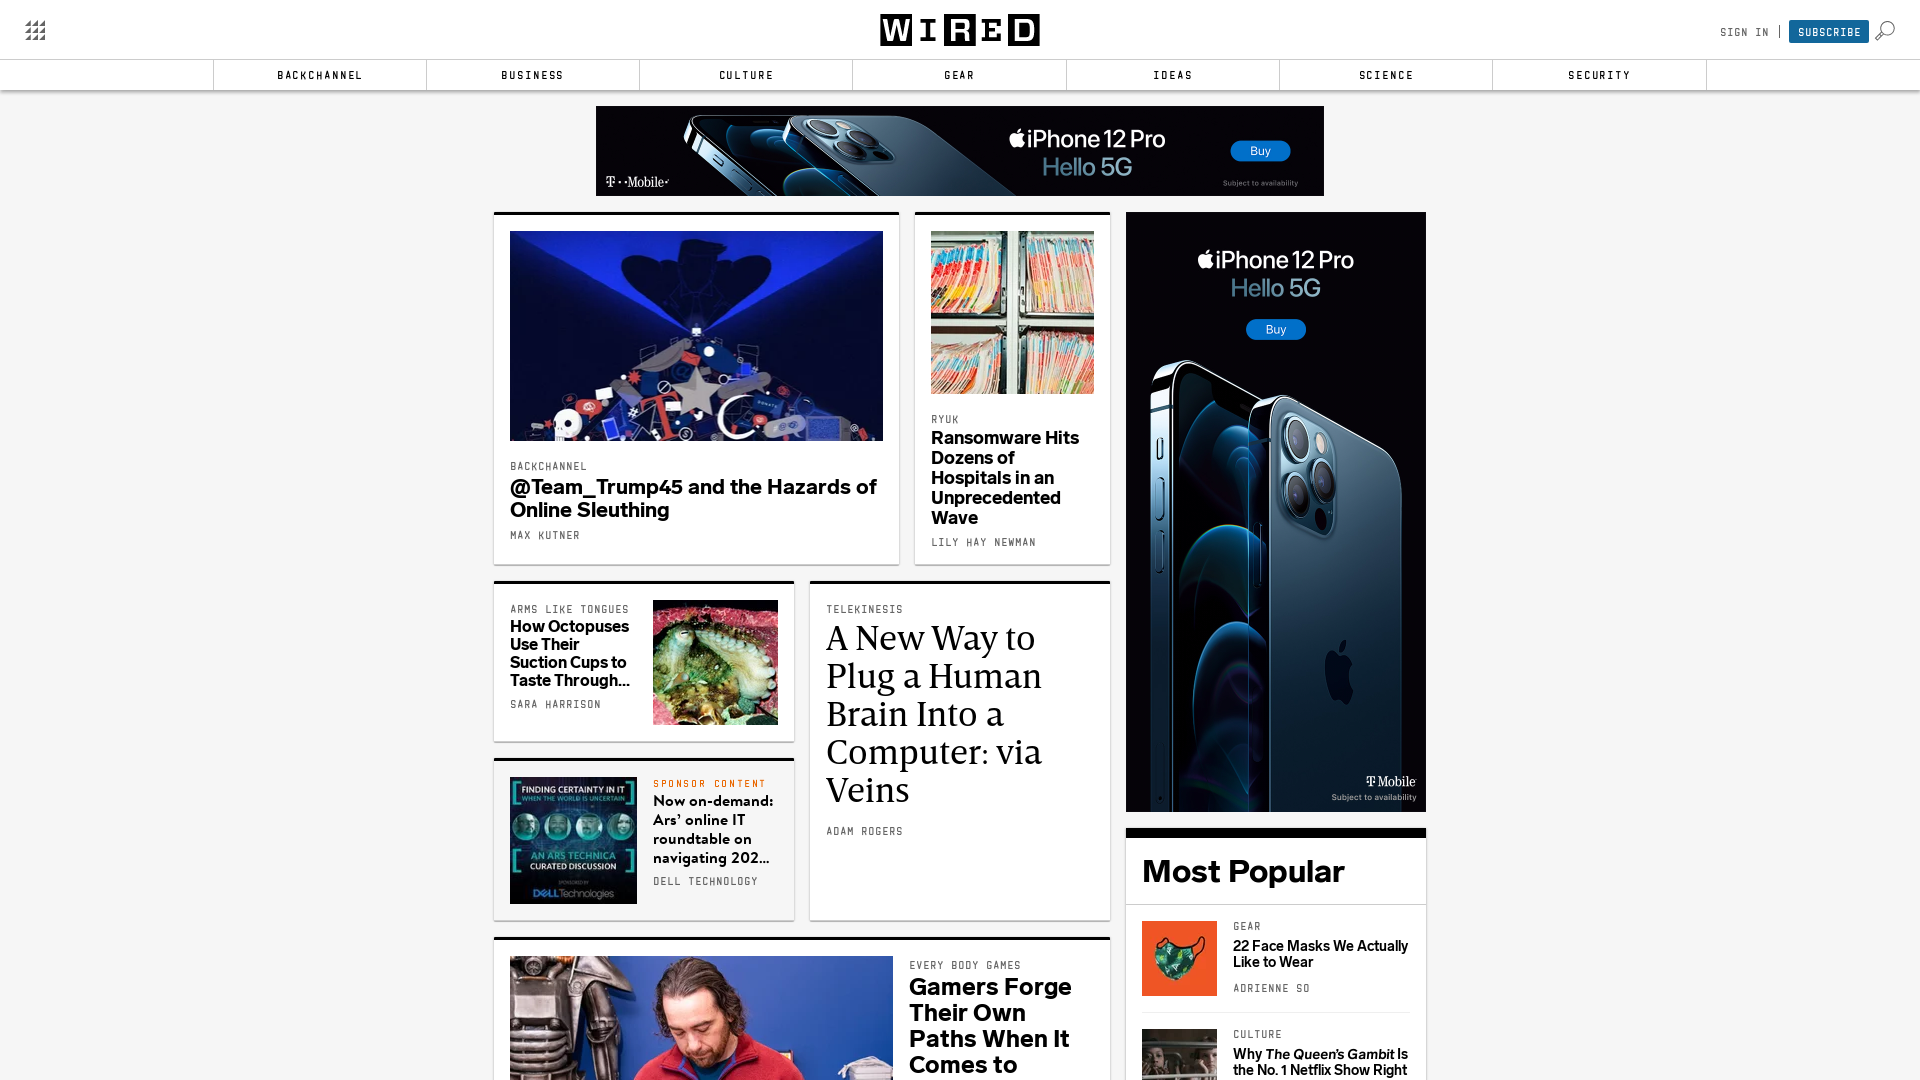 WIRED
SIGN IN
SUBSCRIBE
BACKCHANNEL
BUSINESS
CULTURE
GEAR
IDEAS
SCIENCE
SECURITY
iPhone 12 Pro
Hello 5G
Buy
T Mobile
Subject to availability
BACKCHANNEL
@Team_Trump45 and the Hazards of
Online Sleuthing
MAX KUTNER
RYUK
Ransomware Hits
Dozens of
Hospitals in an
Unprecedented
Wave
LILY HAY NEWMAN
iPhone 12 Pro
Hello 5G
Buy
T Mobile
Subject to availability
ARMS LIKE TONGUES
How Octopuses
Use Their
Suction Cups to
Taste Through...
SARA HARRISON
TELEKINESIS
A New Way to
Plug a Human
Brain Into a
Computer: via
Veins
ADAM ROGERS
FINDING CERTAINTY IN IT
WHEN THE WORLD IS UNCERTAIN
AN ARS TECHNICA
CURATED DISCUSSION
SPONSORED BY
DELL Technologies
SPONSOR CONTENT
Now on-demand:
Ars’ online IT
roundtable on
navigating 202...
DELL TECHNOLOGY
EVERY BODY GAMES
Gamers Forge
Their Own
Paths When It
Comes to
Most Popular
GEAR
22 Face Masks We Actually
Like to Wear
ADRIENNE SO
CULTURE
Why The Queen’s Gambit Is
the No. 1 Netflix Show Right